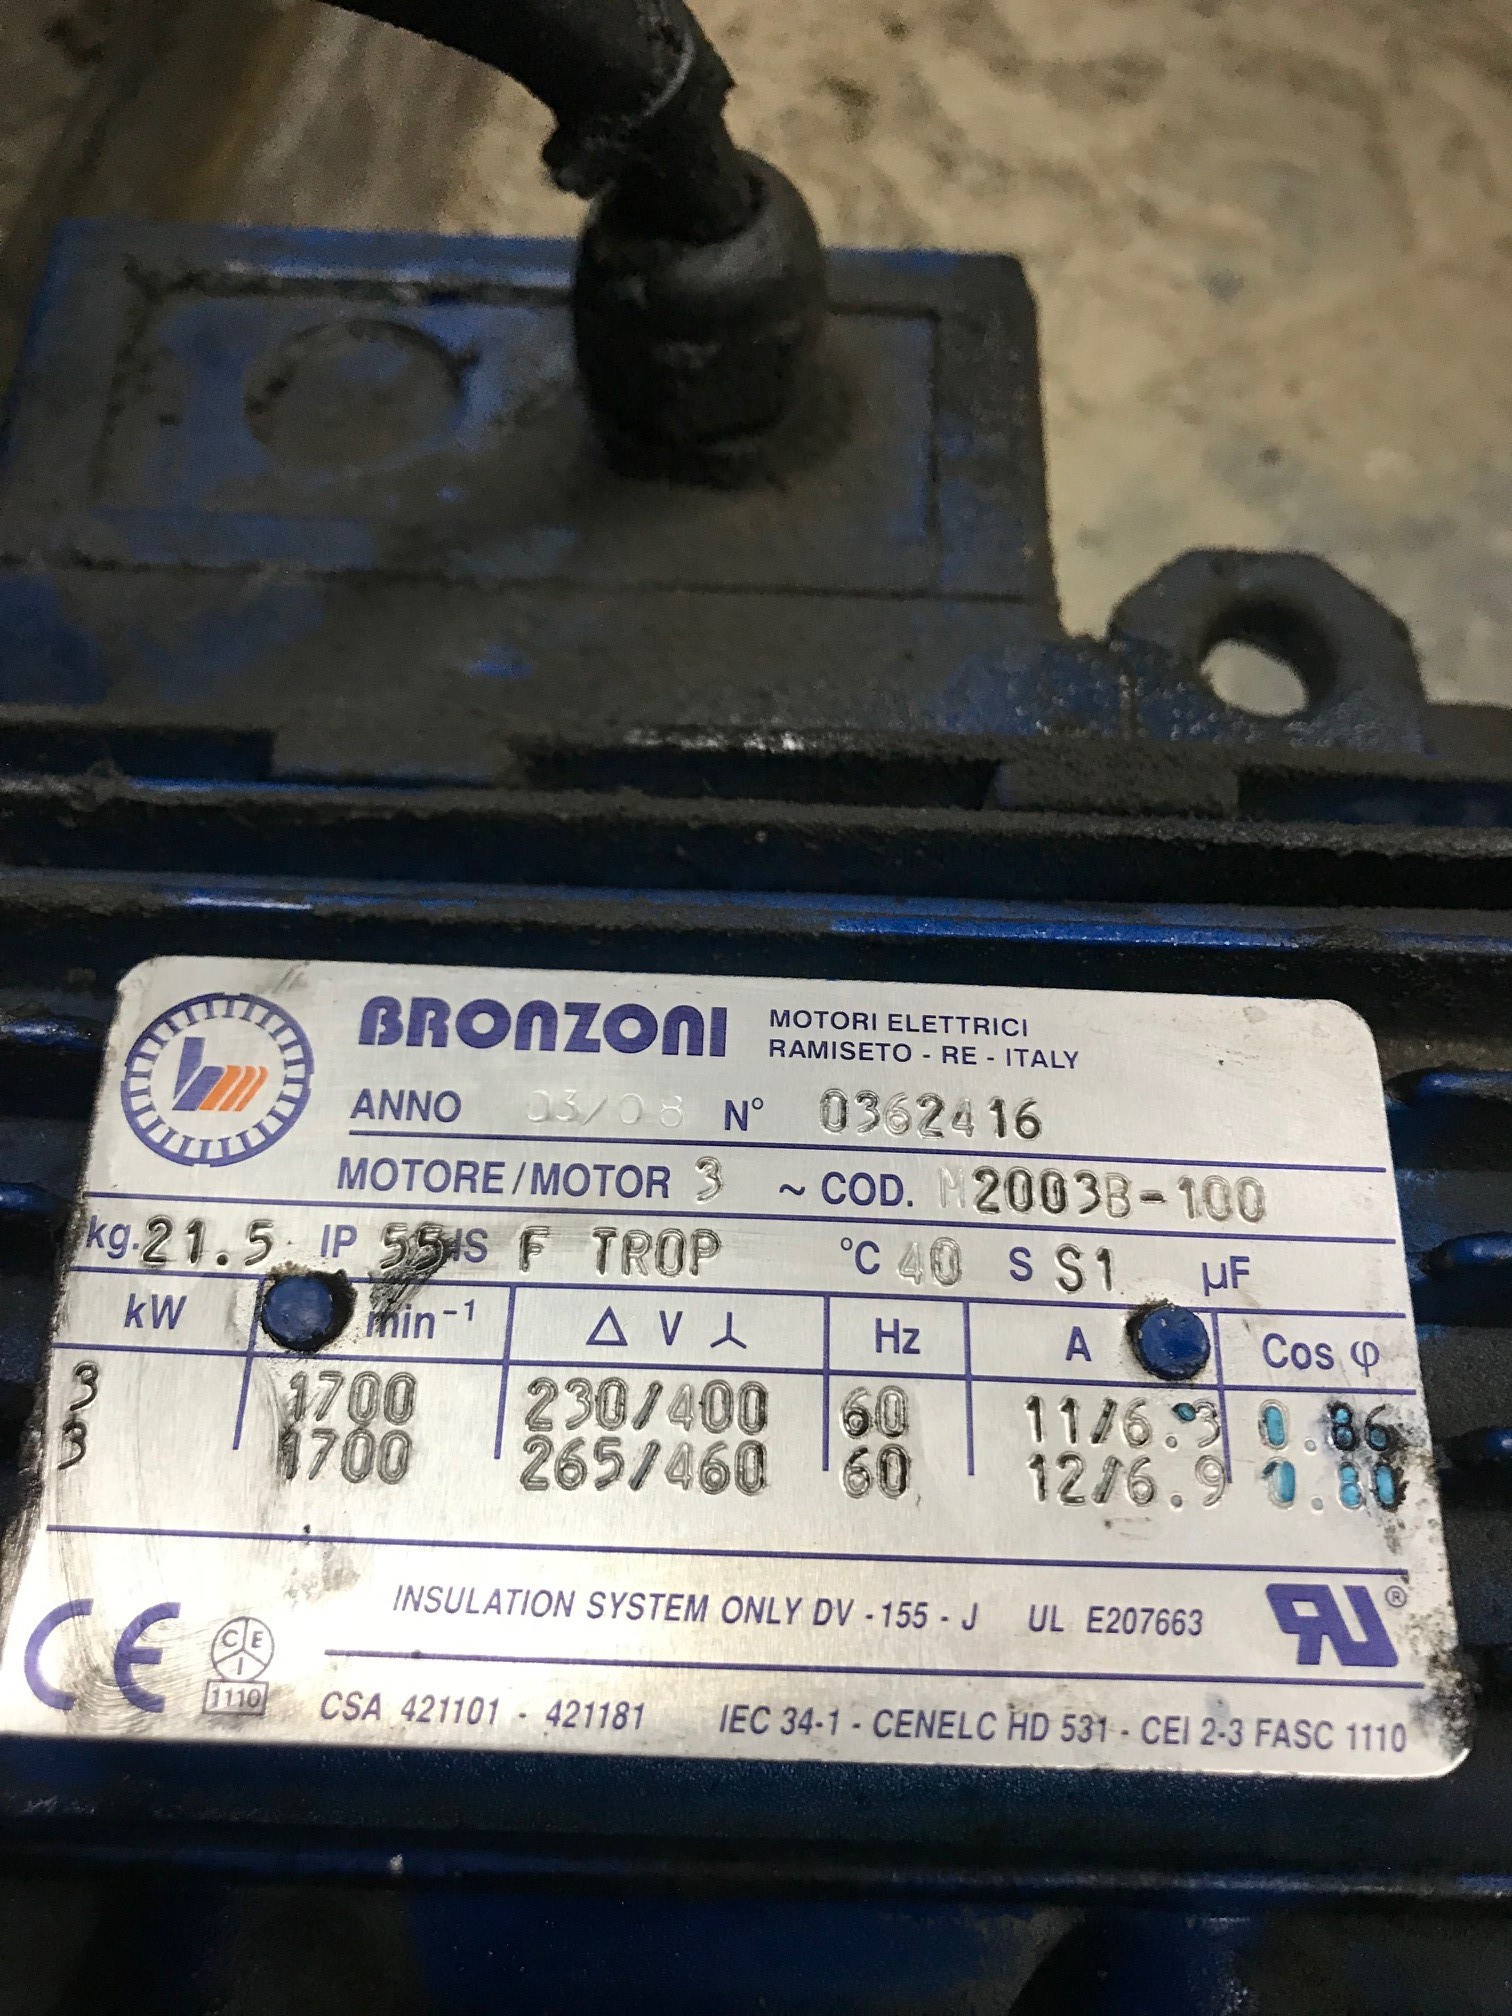 BRONZONI MOTORI ELETTRICI
RAMISETO - RE - ITALY
ANNO 03/08 N° 0362416
MOTORE/MOTOR 3 ~ COD. M2003B-100
kg. 21.5 IP 55 IS F TROP °C 40 S S1 µF
kW min⁻¹ Δ V ⅄ Hz A Cos φ
3 1700 230/400 60 11/6.3 0.86
3 1700 265/460 60 12/6.9 0.80
INSULATION SYSTEM ONLY DV - 155 - J UL E207663
CE CEI 1110 RU ®
CSA 421101 - 421181 IEC 34-1 - CENELC HD 531 - CEI 2-3 FASC 1110